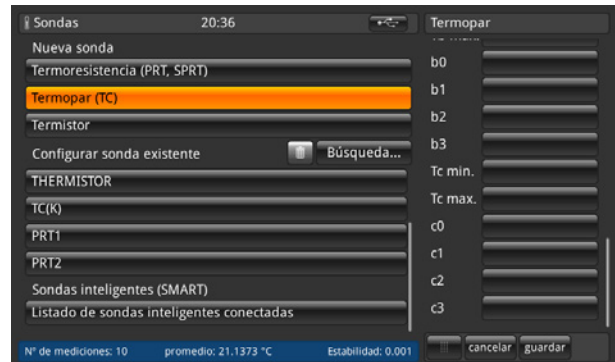 Sondas 20:36
Nueva sonda
Termoresistencia (PRT, SPRT)
Termopar (TC)
Termistor
Configurar sonda existente Búsqueda...
THERMISTOR
TC(K)
PRT1
PRT2
Sondas inteligentes (SMART)
Listado de sondas inteligentes conectadas
N° de mediciones: 10 promedio: 21.1373 °C Estabilidad: 0.001
Termopar
b0
b1
b2
b3
Tc min.
Tc max.
c0
c1
c2
c3
cancelar guardar